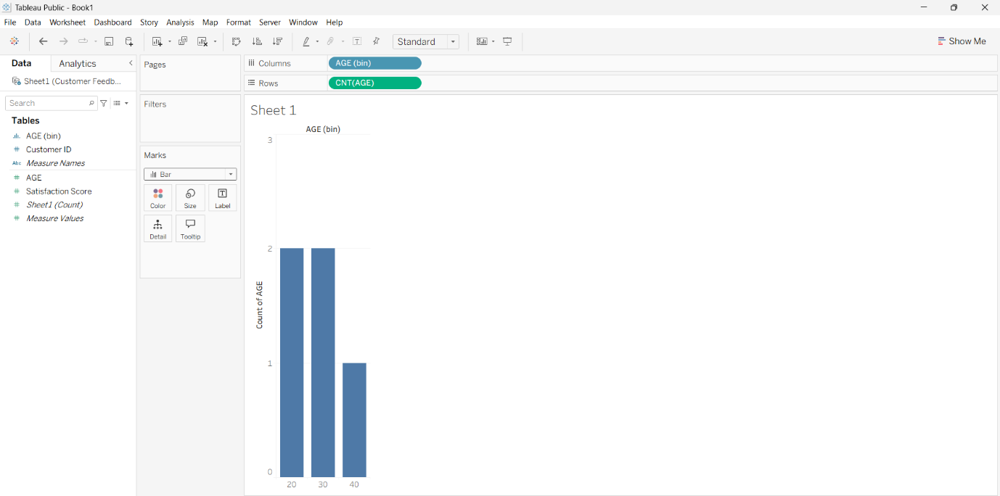 Tableau Public - Book1
File Data Worksheet Dashboard Story Analysis Map Format Server Window Help
Standard
Show Me
Data Analytics
Sheet1 (Customer Feedb...
Search
Tables
AGE (bin)
Customer ID
Abc Measure Names
AGE
Satisfaction Score
Sheet1 (Count)
Measure Values
Pages
Filters
Marks
Bar
Color Size Label
Detail Tooltip
Columns AGE (bin)
Rows CNT(AGE)
Sheet 1
AGE (bin)
3
2
1
0
Count of AGE
20 30 40